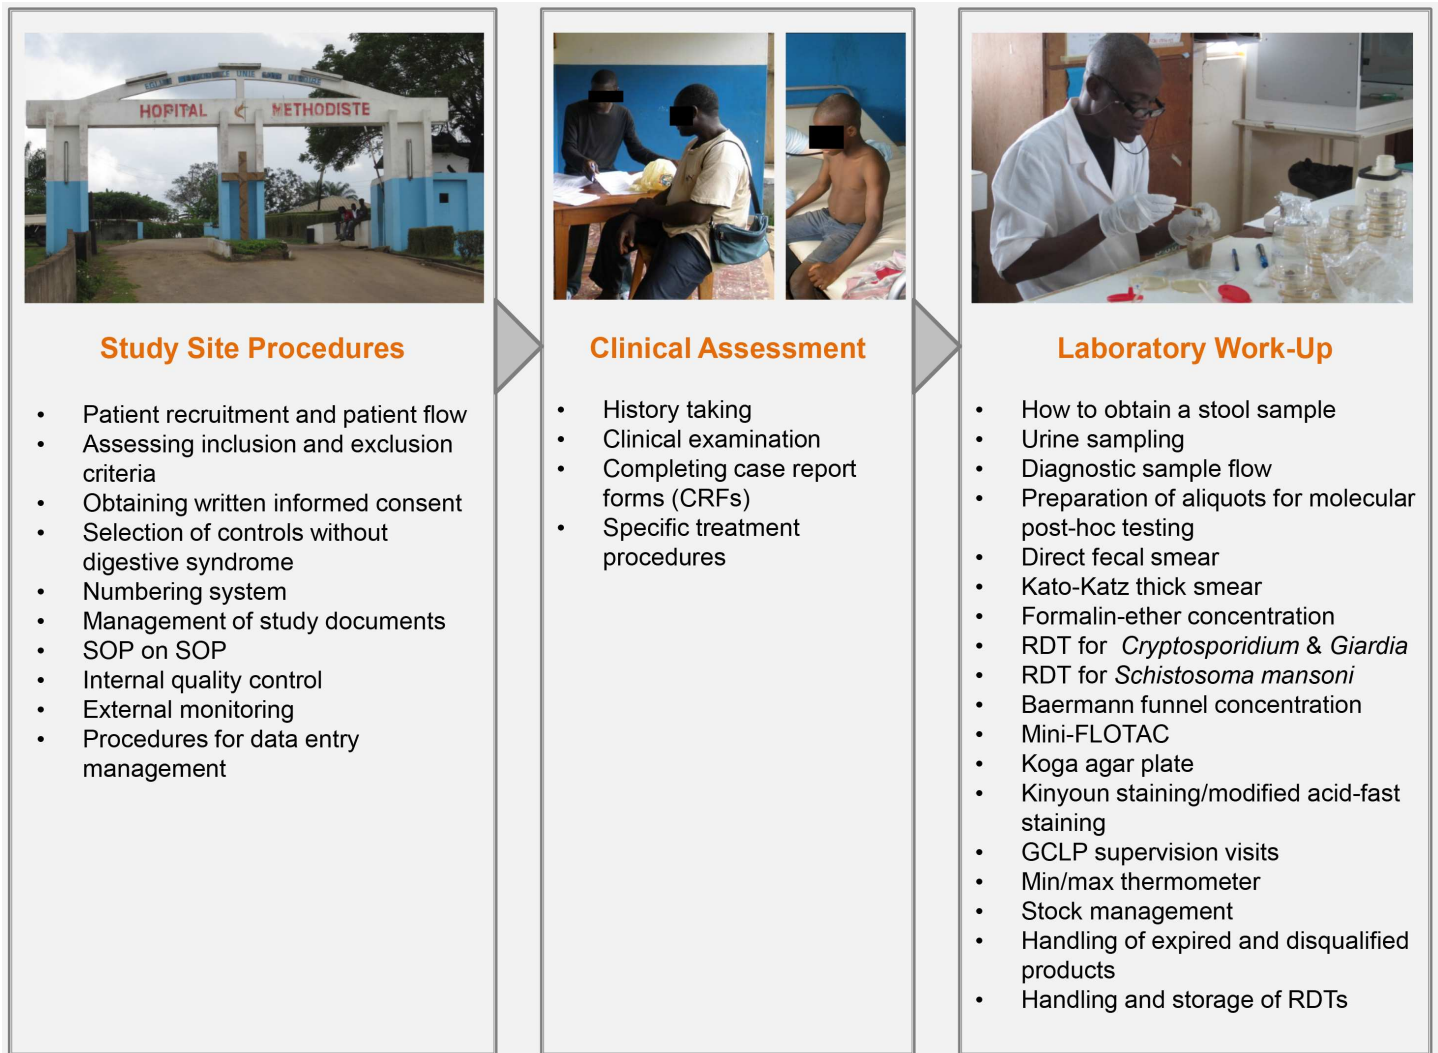 HOPITAL METHODISTE
Study Site Procedures
• Patient recruitment and patient flow
• Assessing inclusion and exclusion
criteria
• Obtaining written informed consent
• Selection of controls without
digestive syndrome
• Numbering system
• Management of study documents
• SOP on SOP
• Internal quality control
• External monitoring
• Procedures for data entry
management
Clinical Assessment
• History taking
• Clinical examination
• Completing case report
forms (CRFs)
• Specific treatment
procedures
Laboratory Work-Up
• How to obtain a stool sample
• Urine sampling
• Diagnostic sample flow
• Preparation of aliquots for molecular
post-hoc testing
• Direct fecal smear
• Kato-Katz thick smear
• Formalin-ether concentration
• RDT for Cryptosporidium & Giardia
• RDT for Schistosoma mansoni
• Baermann funnel concentration
• Mini-FLOTAC
• Koga agar plate
• Kinyoun staining/modified acid-fast
staining
• GCLP supervision visits
• Min/max thermometer
• Stock management
• Handling of expired and disqualified
products
• Handling and storage of RDTs